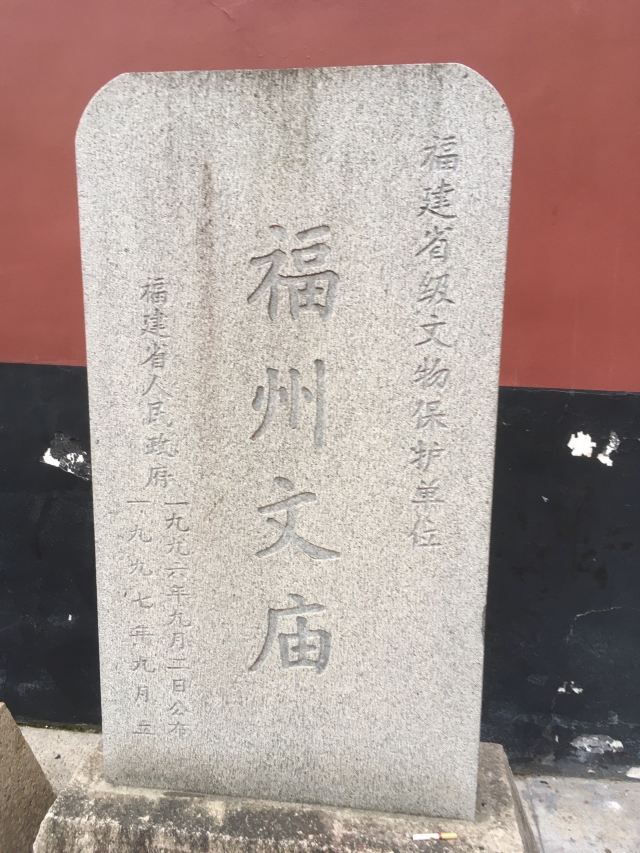 福建省级文物保护单位
福州文庙
福建省人民政府
一九九六年九月二日公布
一九九七年九月立